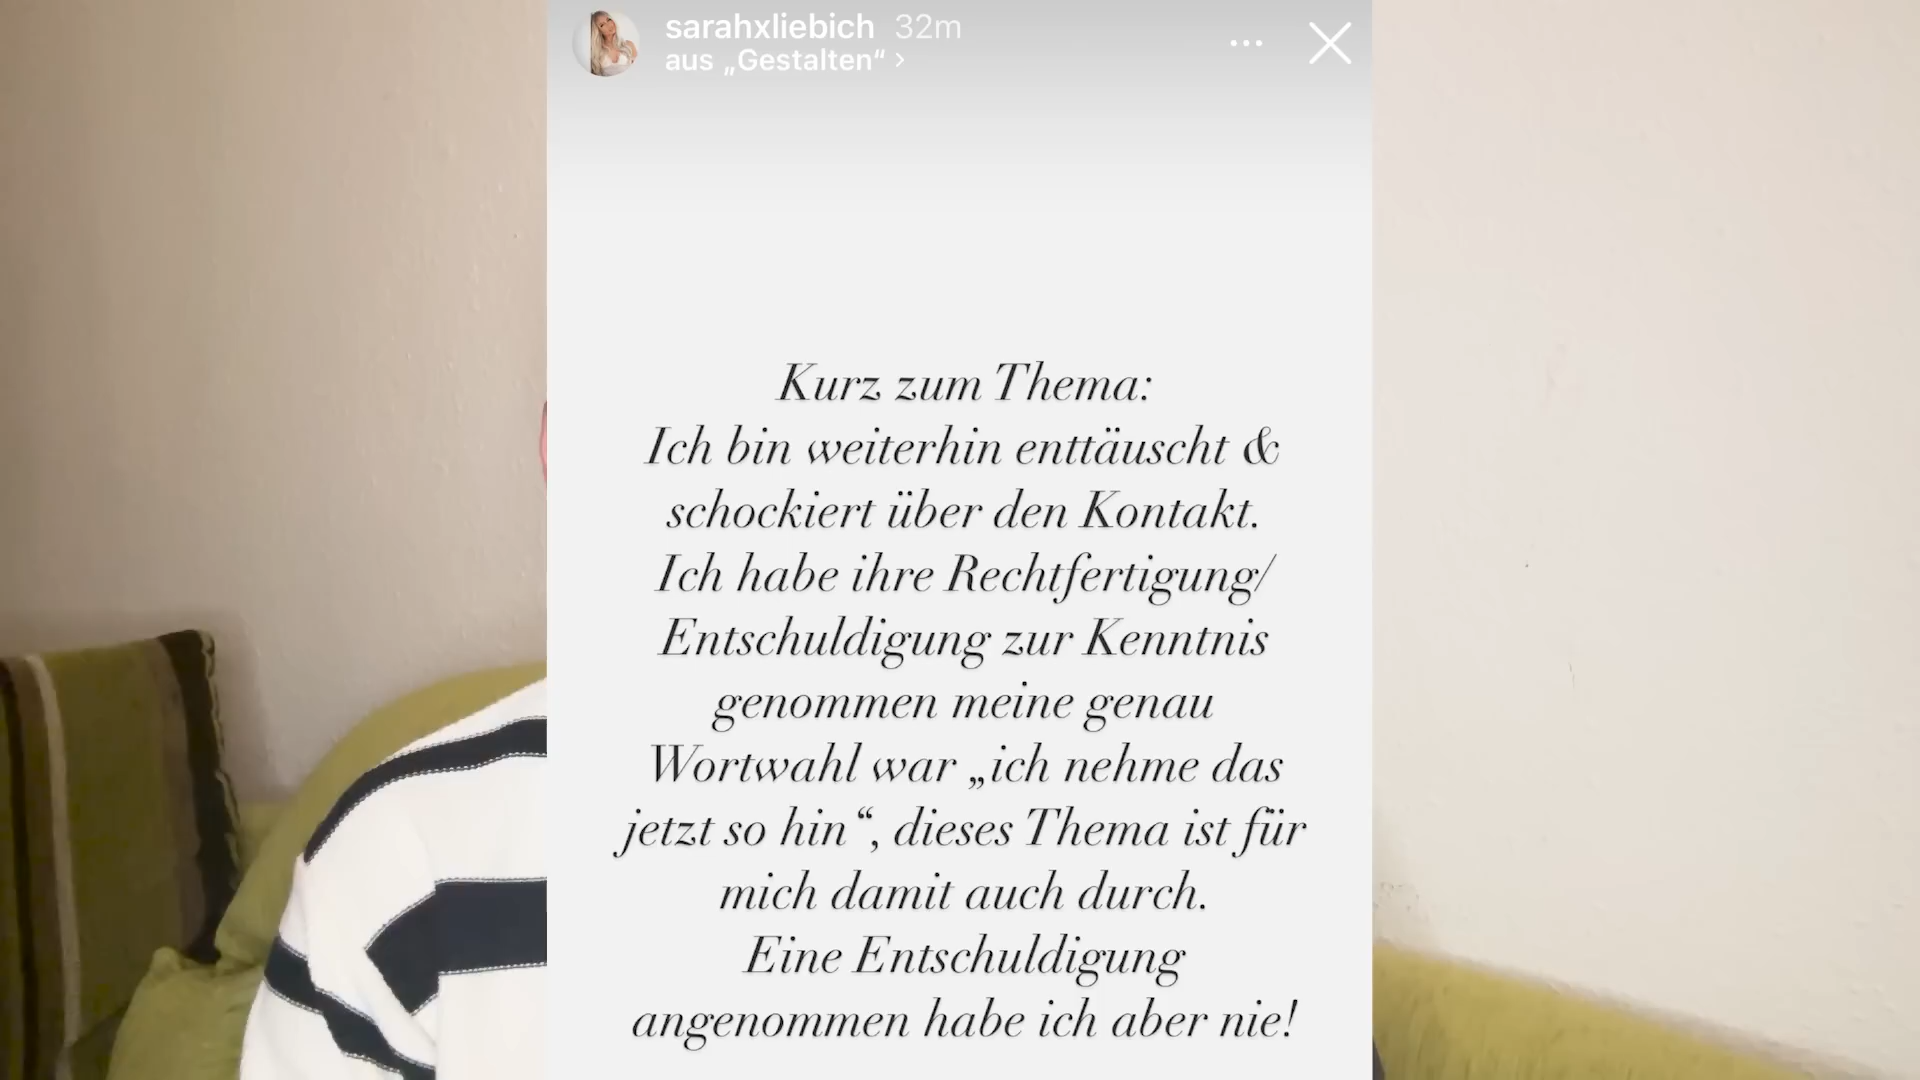 sarahxliebich 32m
aus „Gestalten“ >
Kurz zum Thema:
Ich bin weiterhin enttäuscht &
schockiert über den Kontakt.
Ich habe ihre Rechtfertigung/
Entschuldigung zur Kenntnis
genommen meine genau
Wortwahl war „ich nehme das
jetzt so hin“, dieses Thema ist für
mich damit auch durch.
Eine Entschuldigung
angenommen habe ich aber nie!